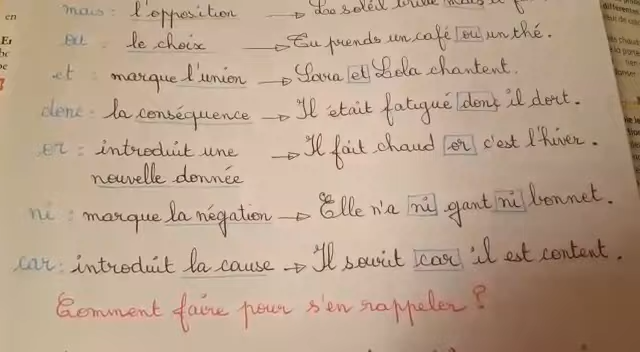 mais : l'opposition → Le soleil brille mais il f
ou : le choix → Tu prends un café ou un thé.
et : marque l'union → Sara et Lola chantent.
donc : la conséquence → Il était fatigué donc il dort.
or : introduit une → Il fait chaud or c'est l'hiver.
nouvelle donnée
ni : marque la négation → Elle n'a ni gant ni bonnet.
car : introduit la cause → Il sourit car il est content.
Comment faire pour s'en rappeler ?